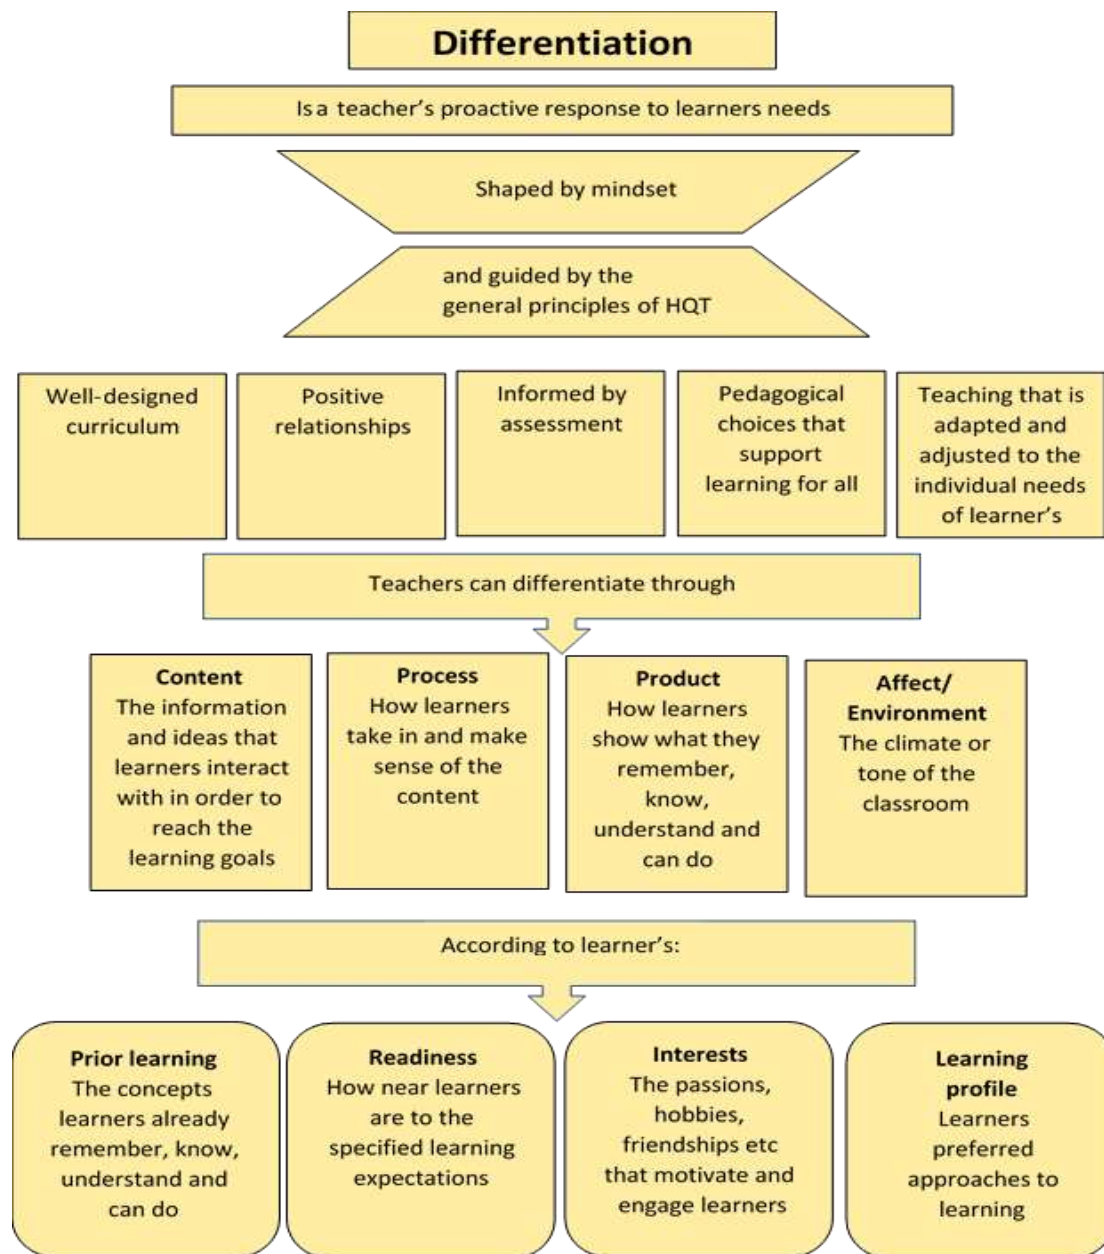 Differentiation
Is a teacher's proactive response to learners needs
Shaped by mindset
and guided by the
general principles of HQT
Well-designed
curriculum
Positive
relationships
Informed by
assessment
Pedagogical
choices that
support
learning for all
Teaching that is
adapted and
adjusted to the
individual needs
of learner's
Teachers can differentiate through
Content
The information
and ideas that
learners interact
with in order to
reach the
learning goals
Process
How learners
take in and make
sense of the
content
Product
How learners
show what they
remember,
know,
understand and
can do
Affect/
Environment
The climate or
tone of the
classroom
According to learner's:
Prior learning
The concepts
learners already
remember, know,
understand and
can do
Readiness
How near learners
are to the
specified learning
expectations
Interests
The passions,
hobbies,
friendships etc
that motivate and
engage learners
Learning
profile
Learners
preferred
approaches to
learning